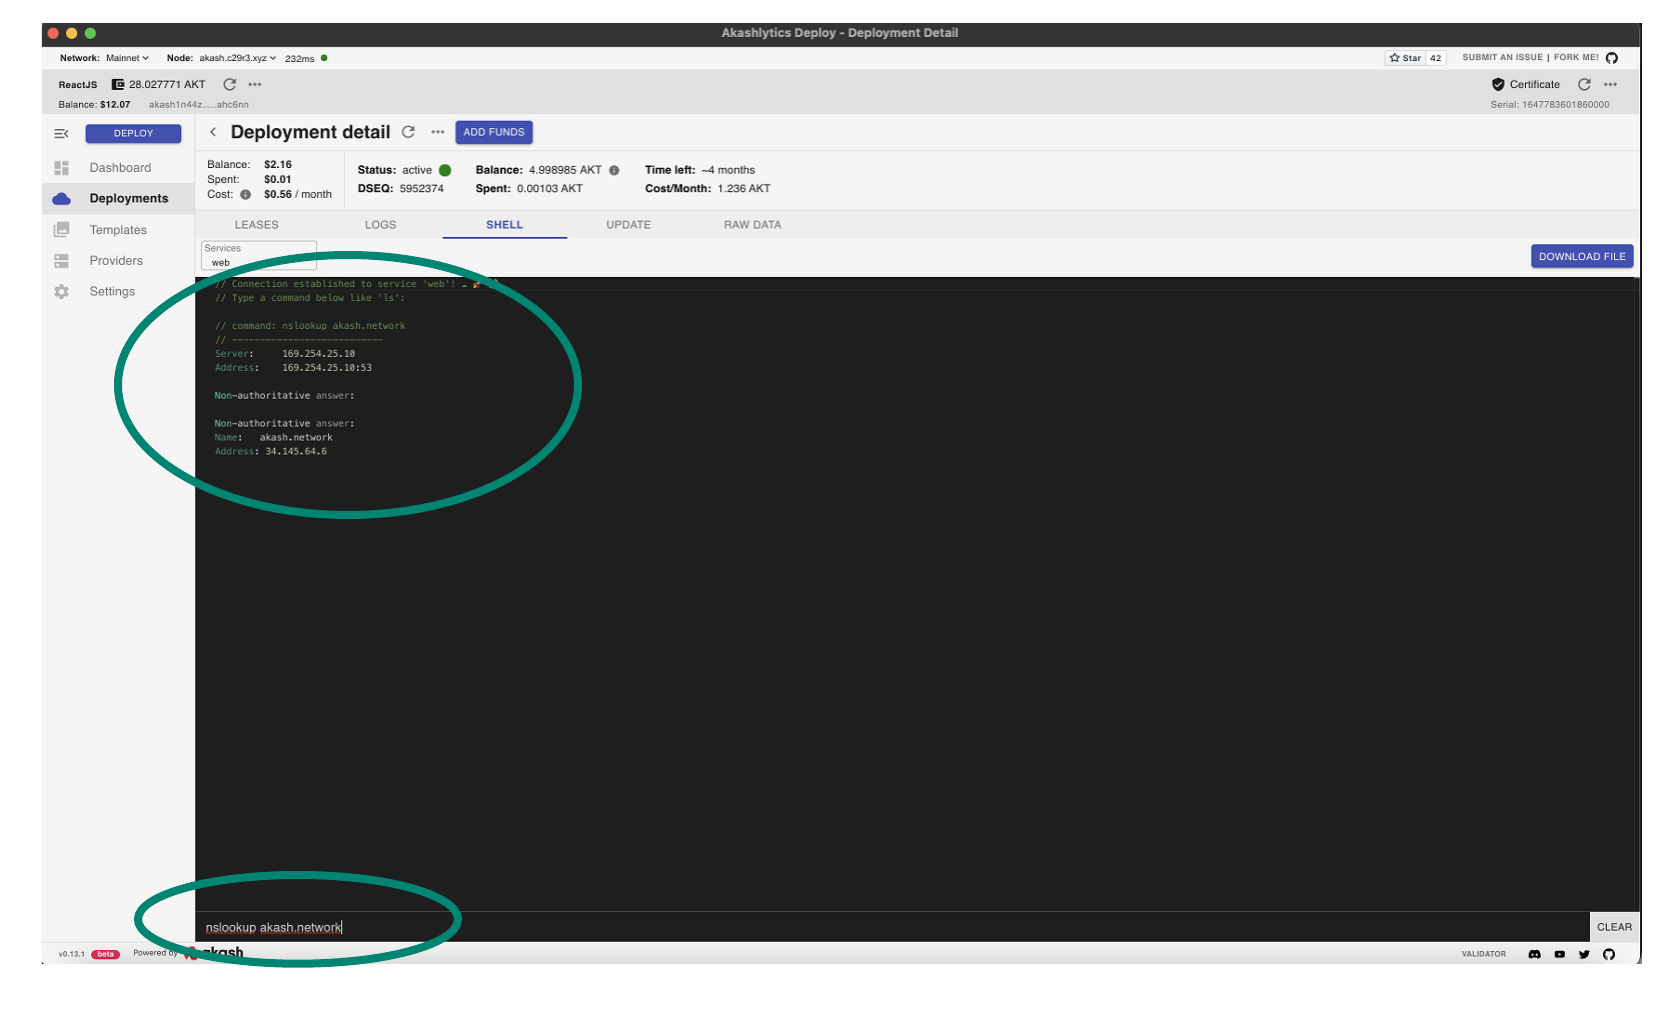 Akashlytics Deploy - Deployment Detail
Network: Mainnet Node: akash.c29r3.xyz 232ms Star 42 SUBMIT AN ISSUE | FORK ME!
ReactJS 28.027771 AKT ••• Certificate •••
Balance: $12.07 akash1n44z.....ahc6nn Serial: 1647783601860000
DEPLOY
Dashboard
Deployments
Templates
Providers
Settings
Deployment detail ••• ADD FUNDS
Balance: $2.16
Spent: $0.01
Cost: $0.56 / month
Status: active Balance: 4.998985 AKT Time left: ~4 months
DSEQ: 5952374 Spent: 0.00103 AKT Cost/Month: 1.236 AKT
LEASES LOGS SHELL UPDATE RAW DATA
Services
web
DOWNLOAD FILE
// Connection established to service 'web'!
// Type a command below like 'ls':
// command: nslookup akash.network
// ---------------------------
Server: 169.254.25.10
Address: 169.254.25.10:53
Non-authoritative answer:
Non-authoritative answer:
Name: akash.network
Address: 34.145.64.6
nslookup akash.network
CLEAR
v0.13.1 beta Powered by akash VALIDATOR